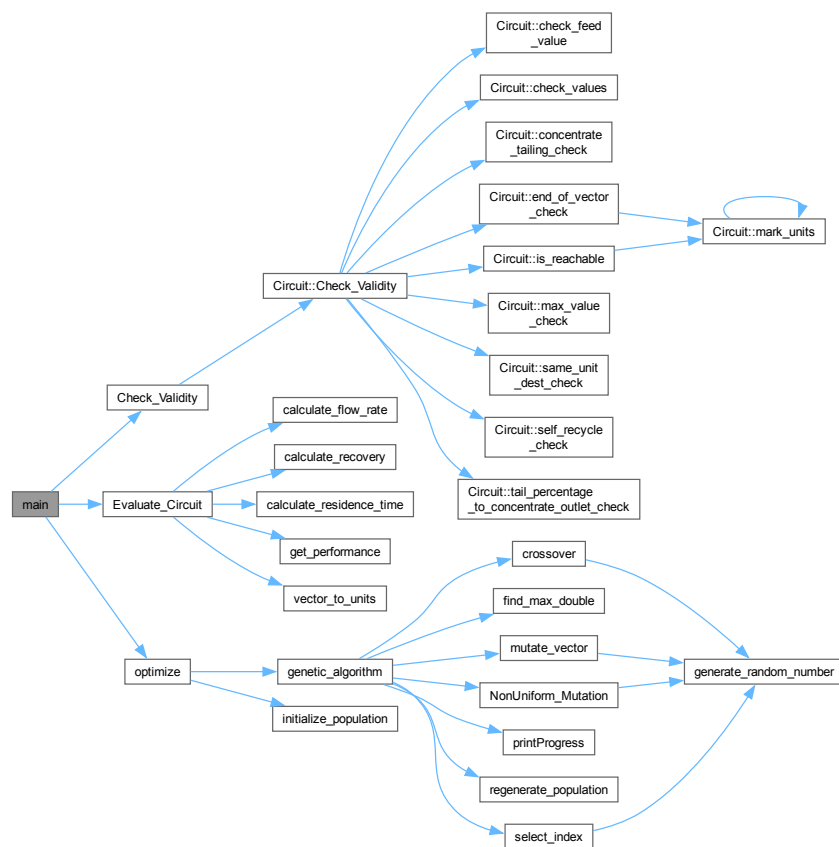 Circuit::check_feed
_value
Circuit::check_values
Circuit::concentrate
_tailing_check
Circuit::end_of_vector
_check
Circuit::mark_units
Circuit::is_reachable
Circuit::Check_Validity
Circuit::max_value
_check
Circuit::same_unit
_dest_check
Check_Validity
calculate_flow_rate
Circuit::self_recycle
_check
calculate_recovery
Circuit::tail_percentage
_to_concentrate_outlet_check
main
Evaluate_Circuit
calculate_residence_time
get_performance
crossover
vector_to_units
find_max_double
mutate_vector
optimize
genetic_algorithm
generate_random_number
NonUniform_Mutation
initialize_population
printProgress
regenerate_population
select_index